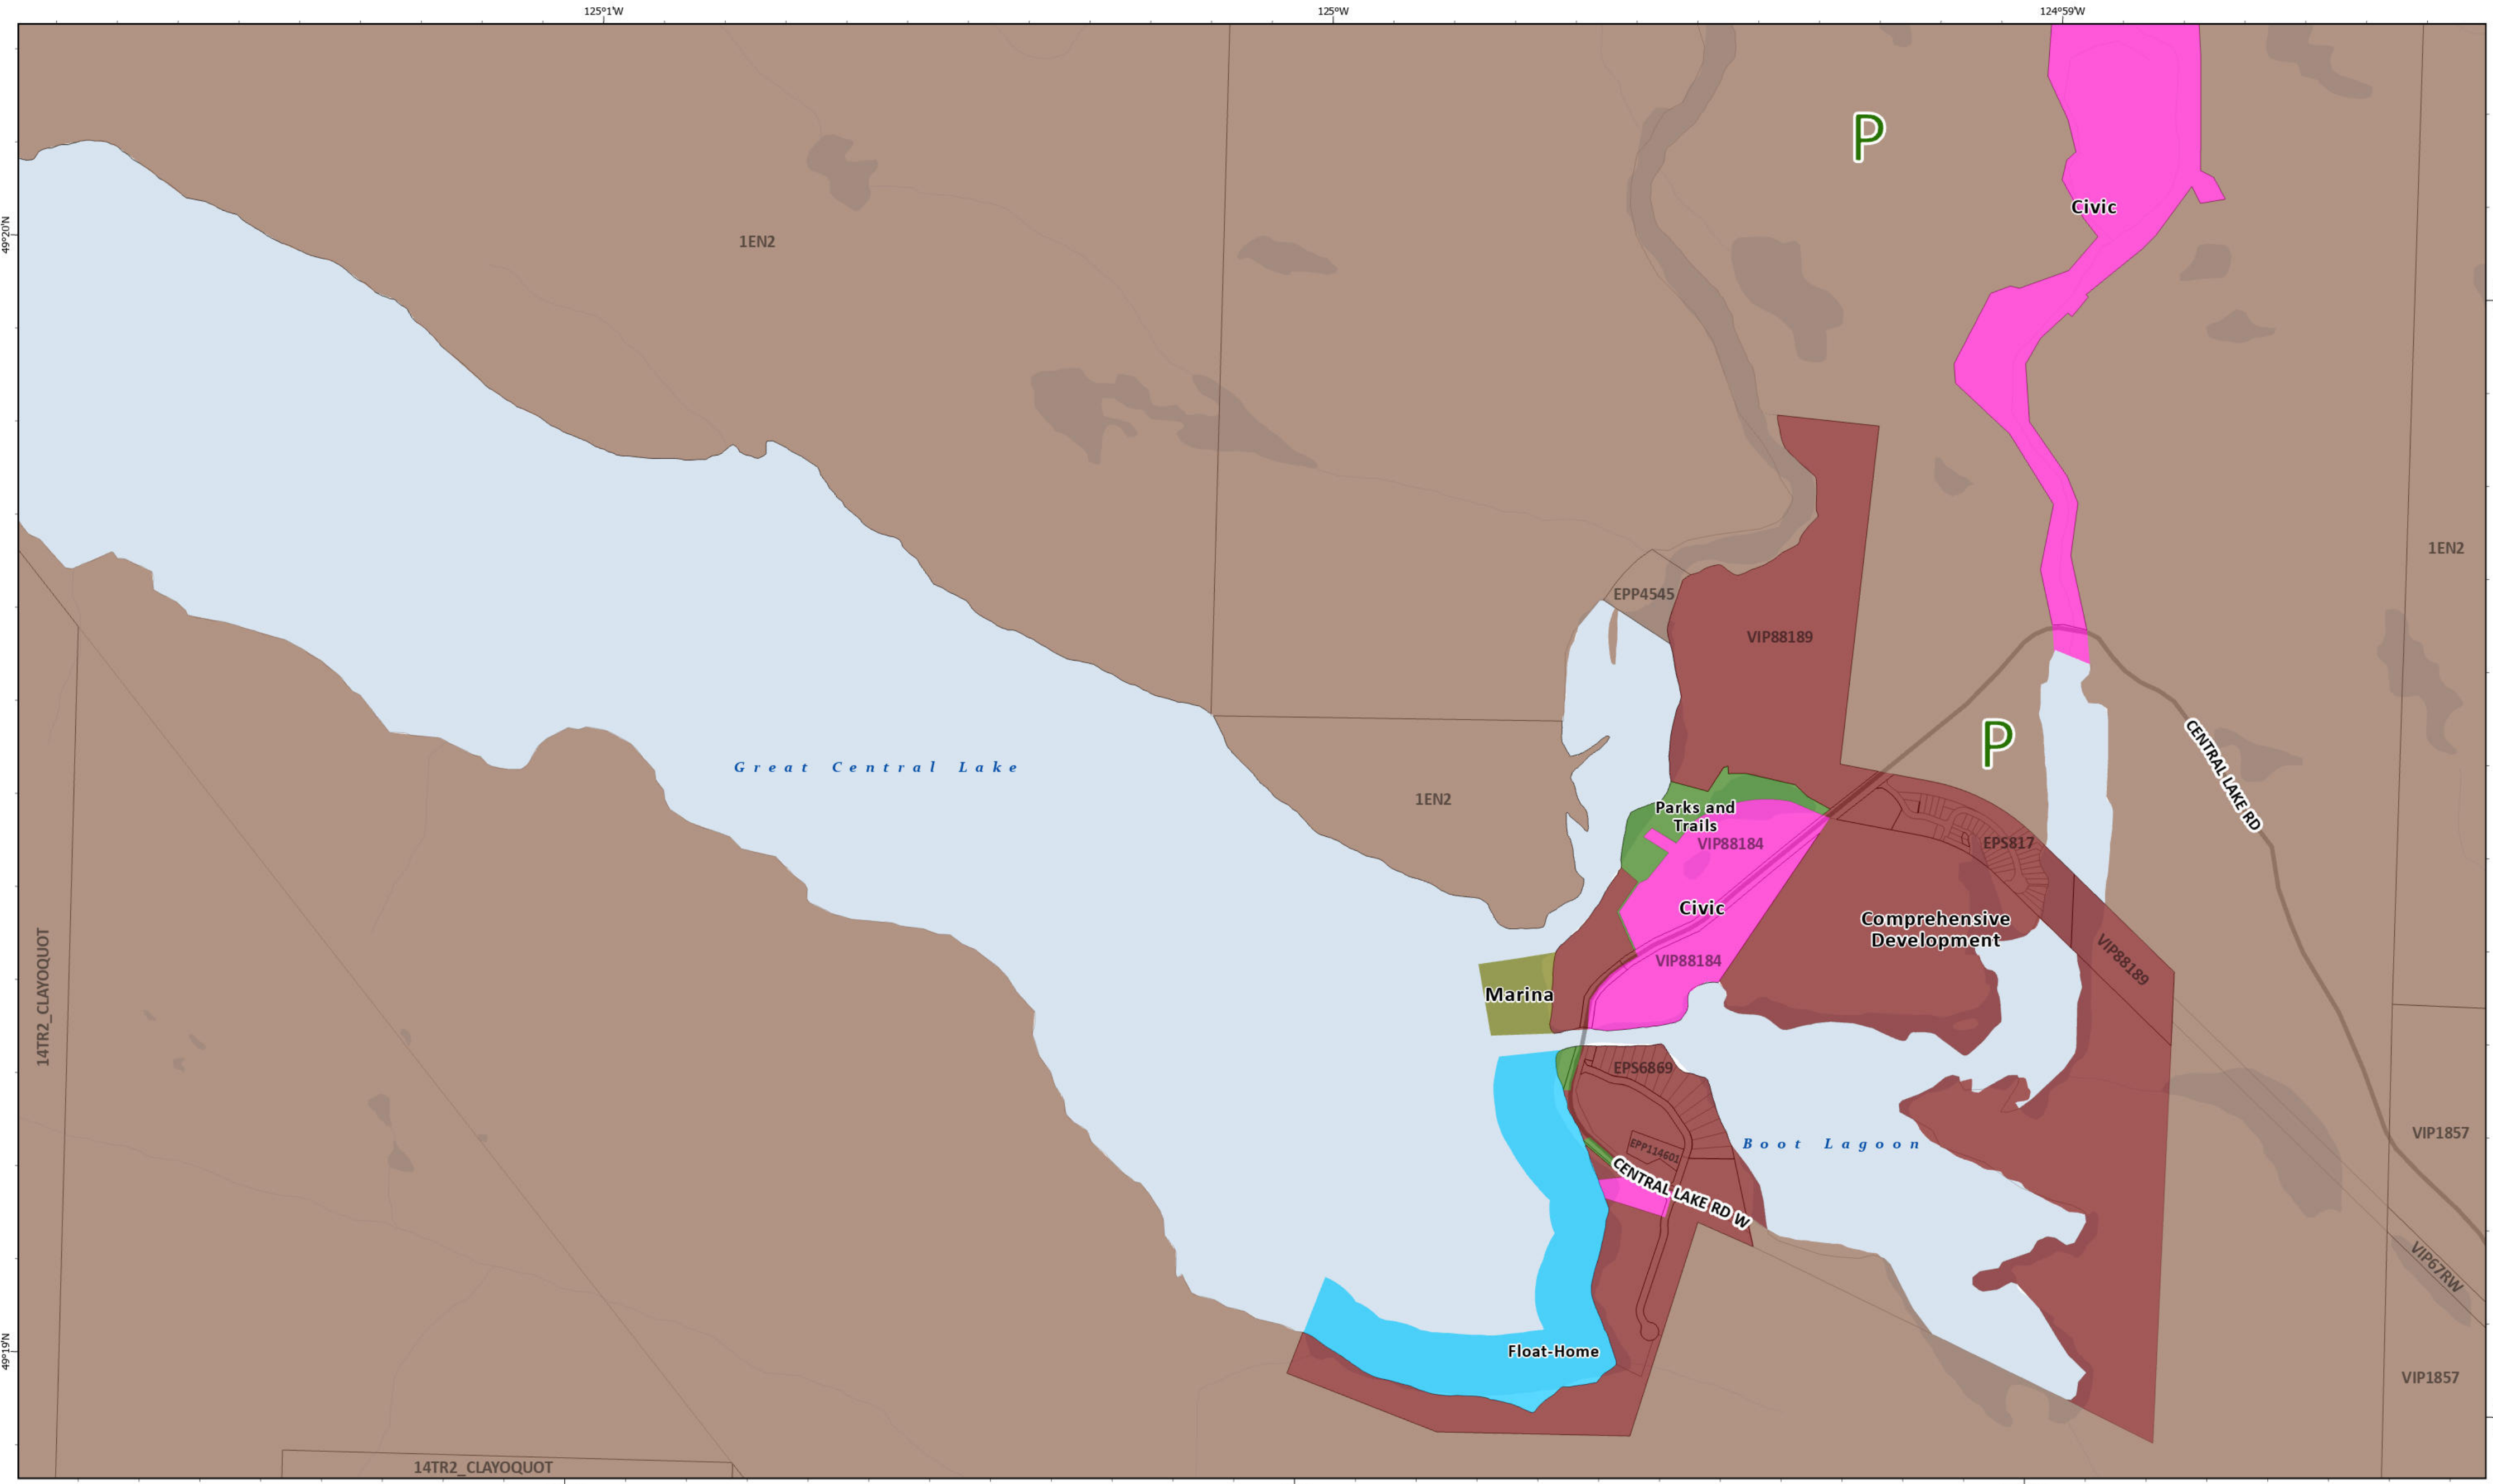 125°1'W
125°W
124°59'W
P
Civic
49°20'N
1EN2
1EN2
EPP4545
VIP88189
P
CENTRAL LAKE RD
Great Central Lake
1EN2
Parks and
Trails
VIP88184
EPS817
Civic
Comprehensive
Development
VIP88184
VIP88189
14TR2_CLAYOQUOT
Marina
EPS6869
VIP1857
Boot Lagoon
EPP114601
CENTRAL LAKE RD W
VIP67RW
49°19'N
Float-Home
VIP1857
14TR2_CLAYOQUOT